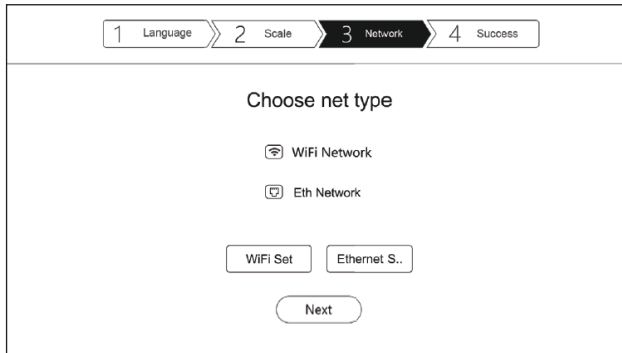 1 Language 2 Scale 3 Network 4 Success
Choose net type
WiFi Network
Eth Network
WiFi Set Ethernet S..
Next